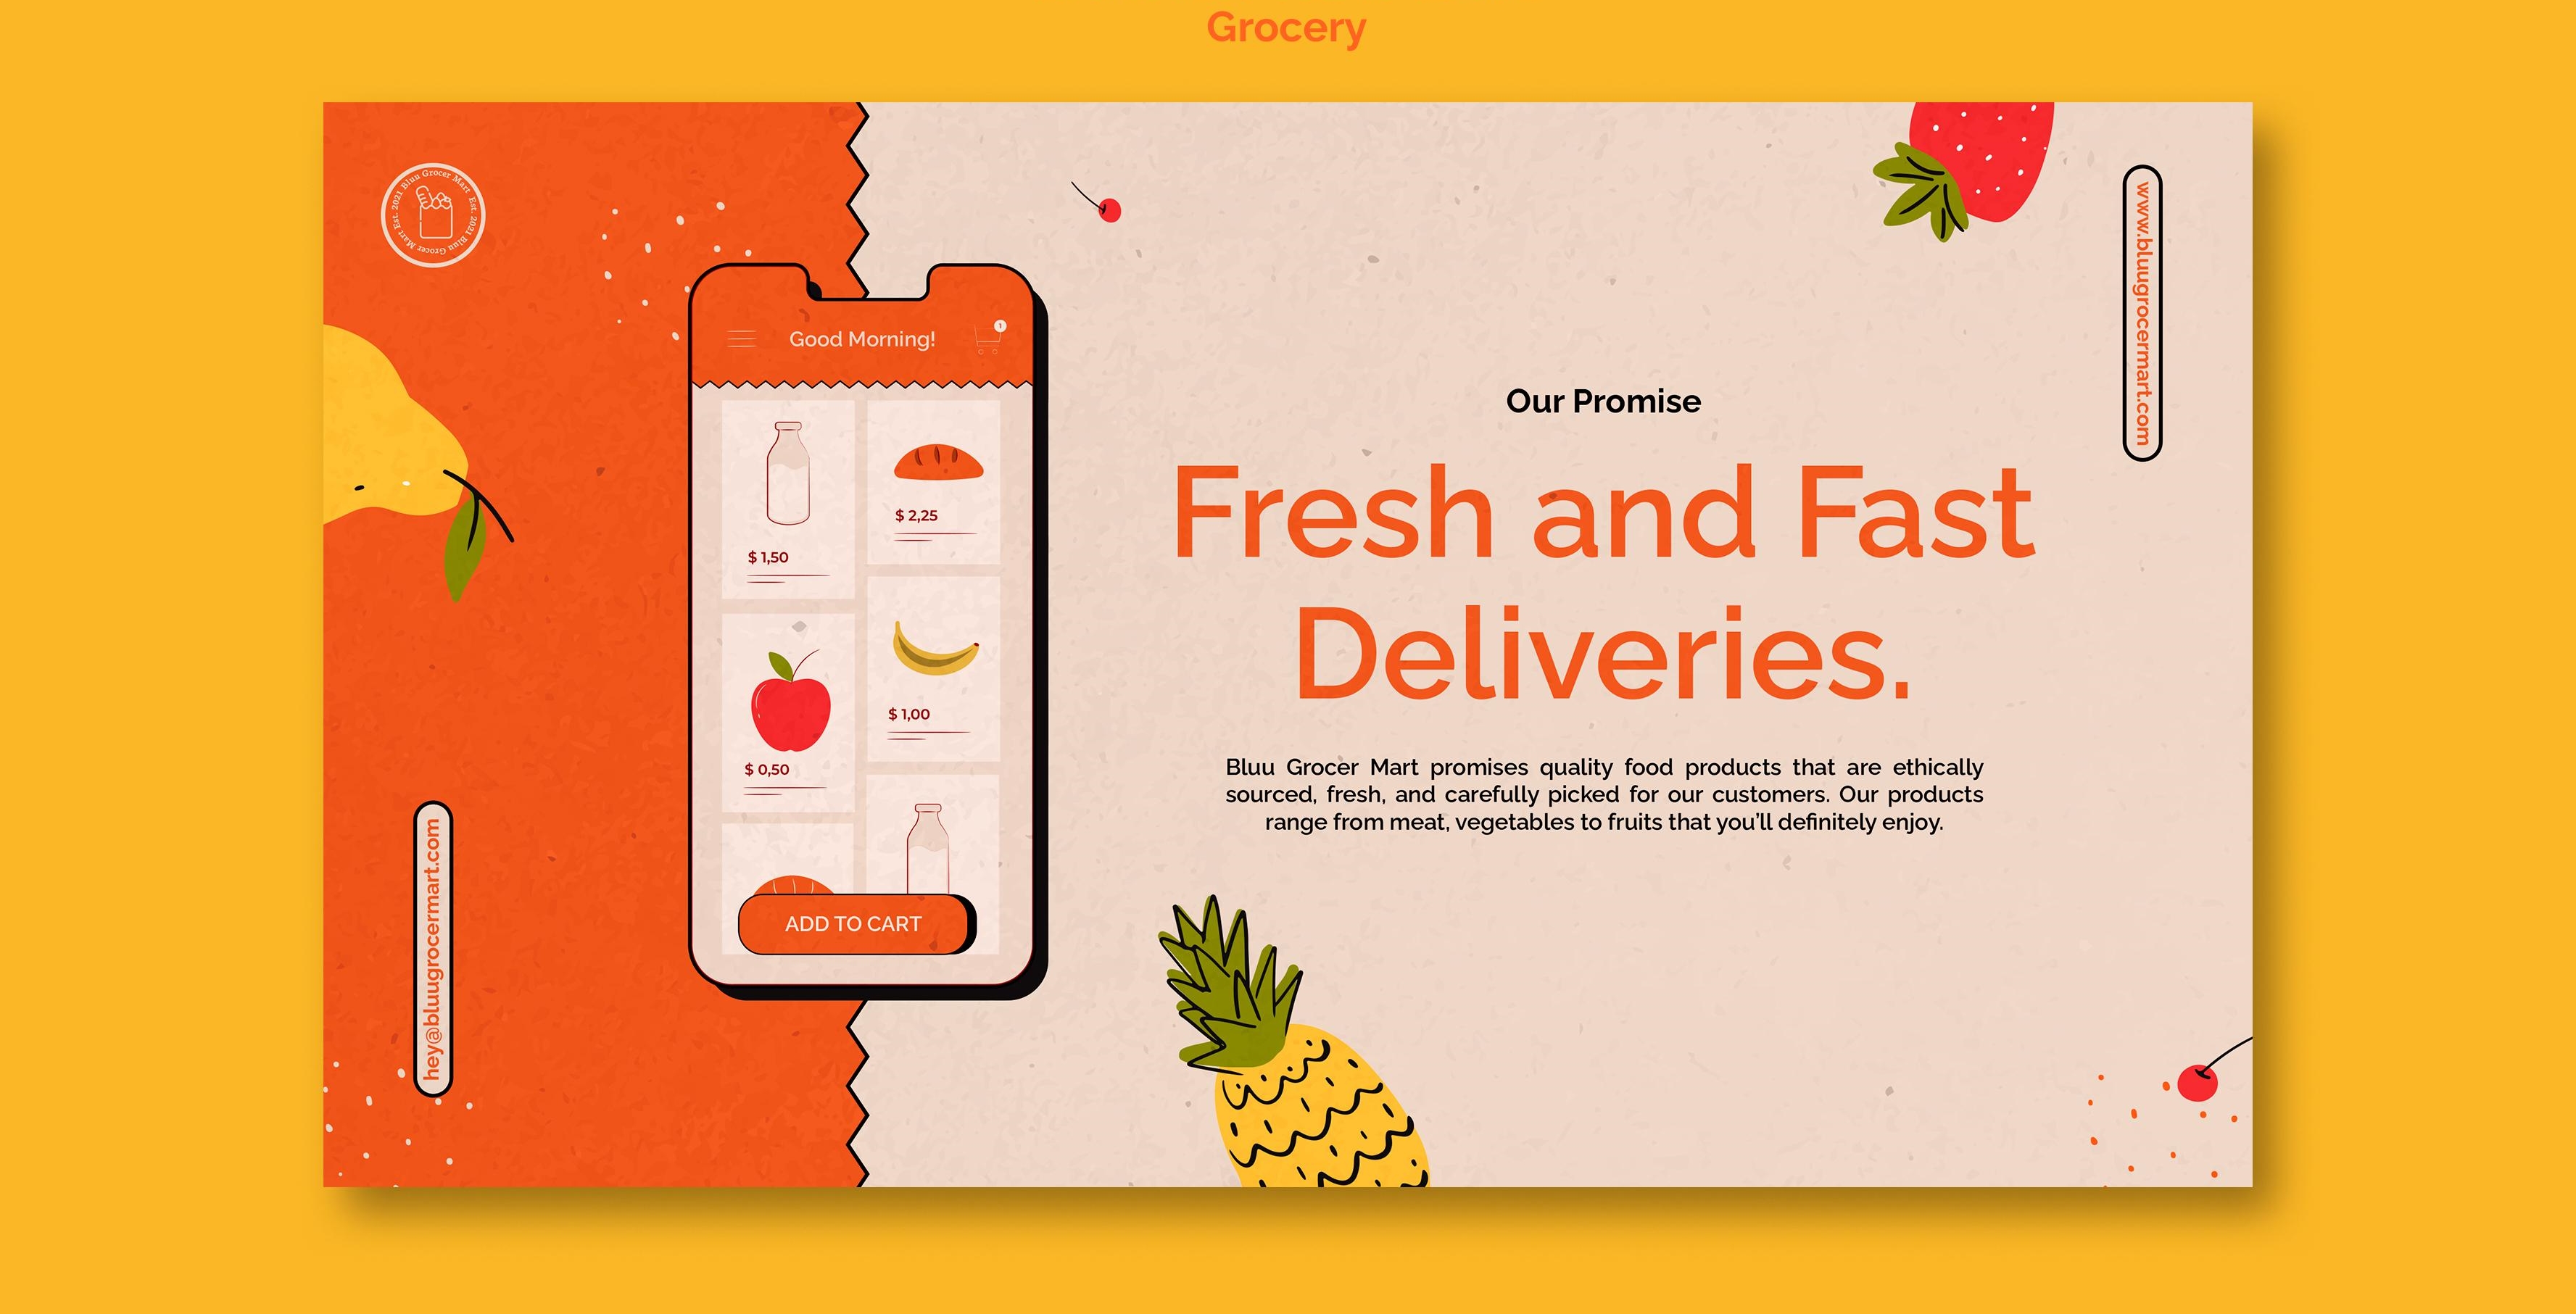 Grocery
Bluu Grocer Mart Est. 2021 Bluu Grocer Mart Est. 2021
www.bluugrocermart.com
Good Morning!
1
$ 2,25
$ 1,50
$ 1,00
$ 0,50
ADD TO CART
hey@bluugrocermart.com
Our Promise
Fresh and Fast
Deliveries.
Bluu Grocer Mart promises quality food products that are ethically
sourced, fresh, and carefully picked for our customers. Our products
range from meat, vegetables to fruits that you’ll definitely enjoy.